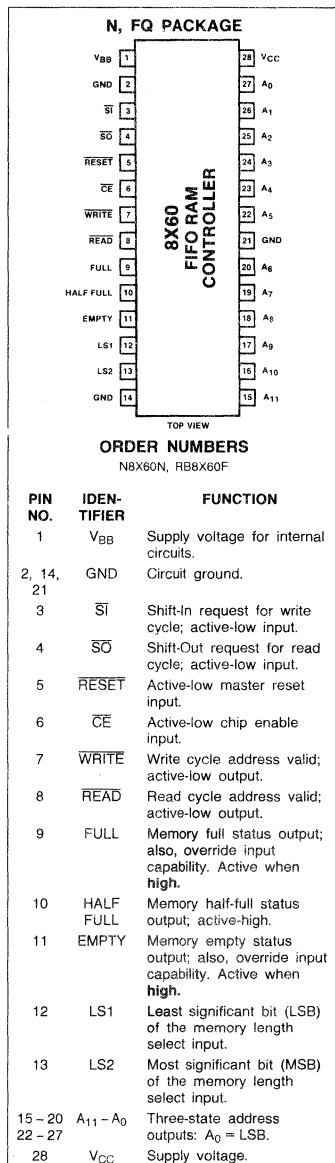 N, FQ PACKAGE
VBB 1
28 VCC
GND 2
27 A0
SI 3
26 A1
SO 4
25 A2
RESET 5
24 A3
CE 6
23 A4
WRITE 7
22 A5
READ 8
21 GND
FULL 9
20 A6
HALF FULL 10
19 A7
EMPTY 11
18 A8
LS1 12
17 A9
LS2 13
16 A10
GND 14
15 A11
8X60
FIFO RAM
CONTROLLER
TOP VIEW
ORDER NUMBERS
N8X60N, RB8X60F
PIN IDEN- FUNCTION
NO. TIFIER
1 VBB Supply voltage for internal
circuits.
2, 14, GND Circuit ground.
21
3 SI Shift-In request for write
cycle; active-low input.
4 SO Shift-Out request for read
cycle; active-low input.
5 RESET Active-low master reset
input.
6 CE Active-low chip enable
input.
7 WRITE Write cycle address valid;
active-low output.
8 READ Read cycle address valid;
active-low output.
9 FULL Memory full status output;
also, override input
capability. Active when
high.
10 HALF Memory half-full status
FULL output; active-high.
11 EMPTY Memory empty status
output; also, override input
capability. Active when
high.
12 LS1 Least significant bit (LSB)
of the memory length
select input.
13 LS2 Most significant bit (MSB)
of the memory length
select input.
15 – 20 A11 – A0 Three-state address
22 – 27 outputs: A0 = LSB.
28 VCC Supply voltage.